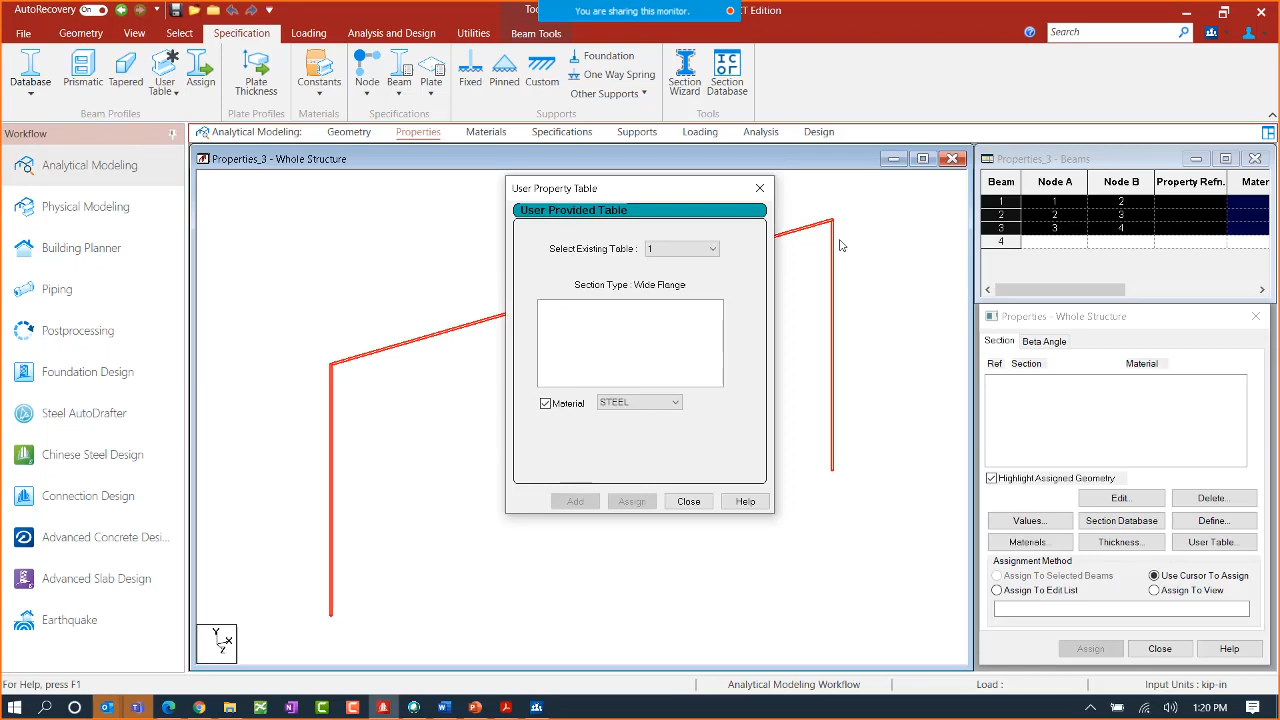 AutoRecovery On
Too
You are sharing this monitor.
CT Edition
File Geometry View Select Specification Loading Analysis and Design Utilities Beam Tools
Search
Database
Prismatic
Tapered
User Table
Assign
Beam Profiles
Plate Thickness
Plate Profiles
Constants
Materials
Node
Beam
Plate
Specifications
Fixed
Pinned
Custom
Foundation
One Way Spring
Other Supports
Supports
Section Wizard
Section Database
Tools
Workflow
Analytical Modeling: Geometry Properties Materials Specifications Supports Loading Analysis Design
Analytical Modeling
Physical Modeling
Building Planner
Piping
Postprocessing
Foundation Design
Steel AutoDrafter
Chinese Steel Design
Connection Design
Advanced Concrete Desi...
Advanced Slab Design
Earthquake
Properties_3 - Whole Structure
User Property Table
User Provided Table
Select Existing Table : 1
Section Type : Wide Flange
Material STEEL
Add Assign Close Help
Y
X
Z
Properties_3 - Beams
Beam Node A Node B Property Refn. Mater
1 1 2
2 2 3
3 3 4
4
Properties - Whole Structure
Section Beta Angle
Ref Section Material
Highlight Assigned Geometry
Edit... Delete...
Values... Section Database Define...
Materials... Thickness... User Table...
Assignment Method
Assign To Selected Beams Use Cursor To Assign
Assign To Edit List Assign To View
Assign Close Help
For Help, press F1
Analytical Modeling Workflow
Load :
Input Units : kip-in
1:20 PM